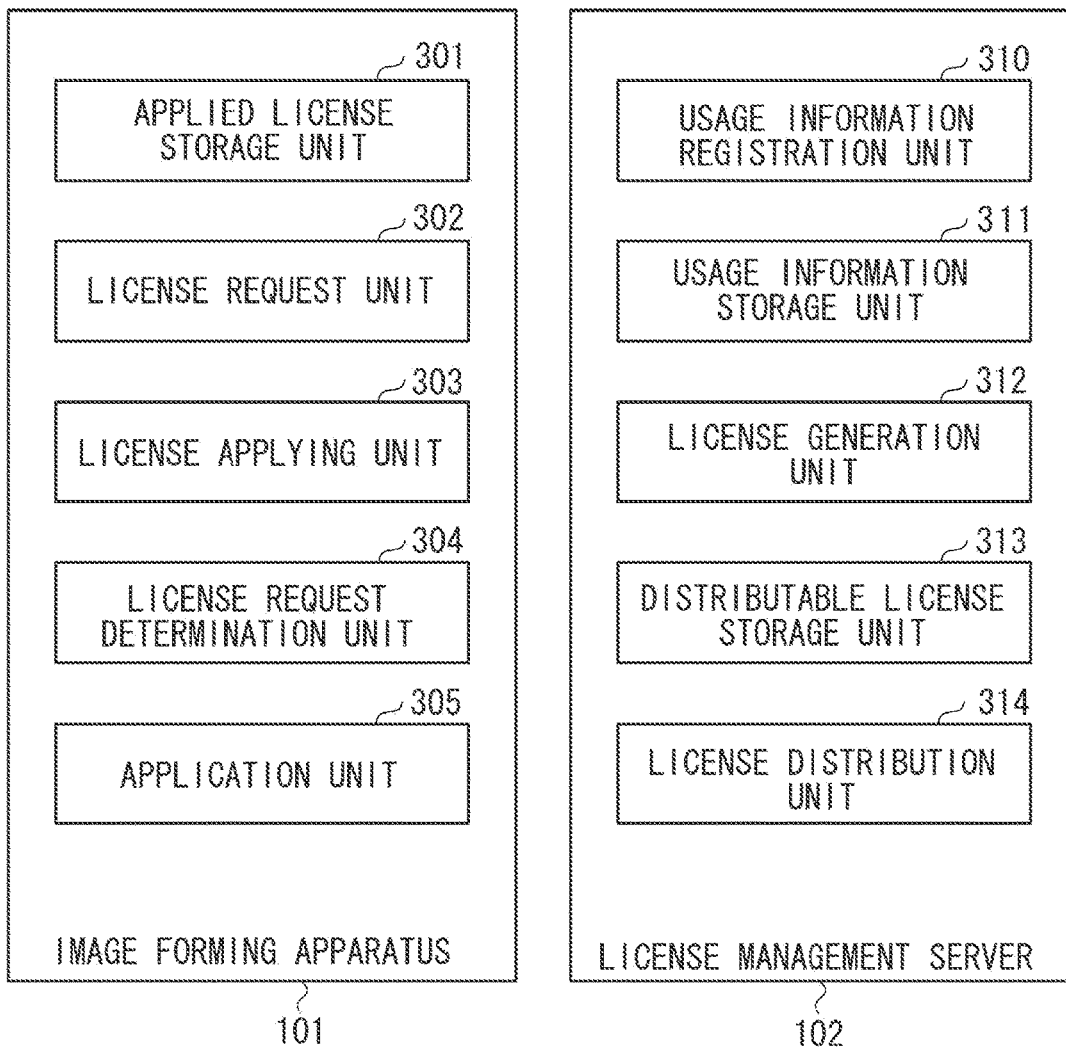 301
APPLIED LICENSE
STORAGE UNIT
302
LICENSE REQUEST UNIT
303
LICENSE APPLYING UNIT
304
LICENSE REQUEST
DETERMINATION UNIT
305
APPLICATION UNIT
IMAGE FORMING APPARATUS
101
310
USAGE INFORMATION
REGISTRATION UNIT
311
USAGE INFORMATION
STORAGE UNIT
312
LICENSE GENERATION
UNIT
313
DISTRIBUTABLE LICENSE
STORAGE UNIT
314
LICENSE DISTRIBUTION
UNIT
LICENSE MANAGEMENT SERVER
102